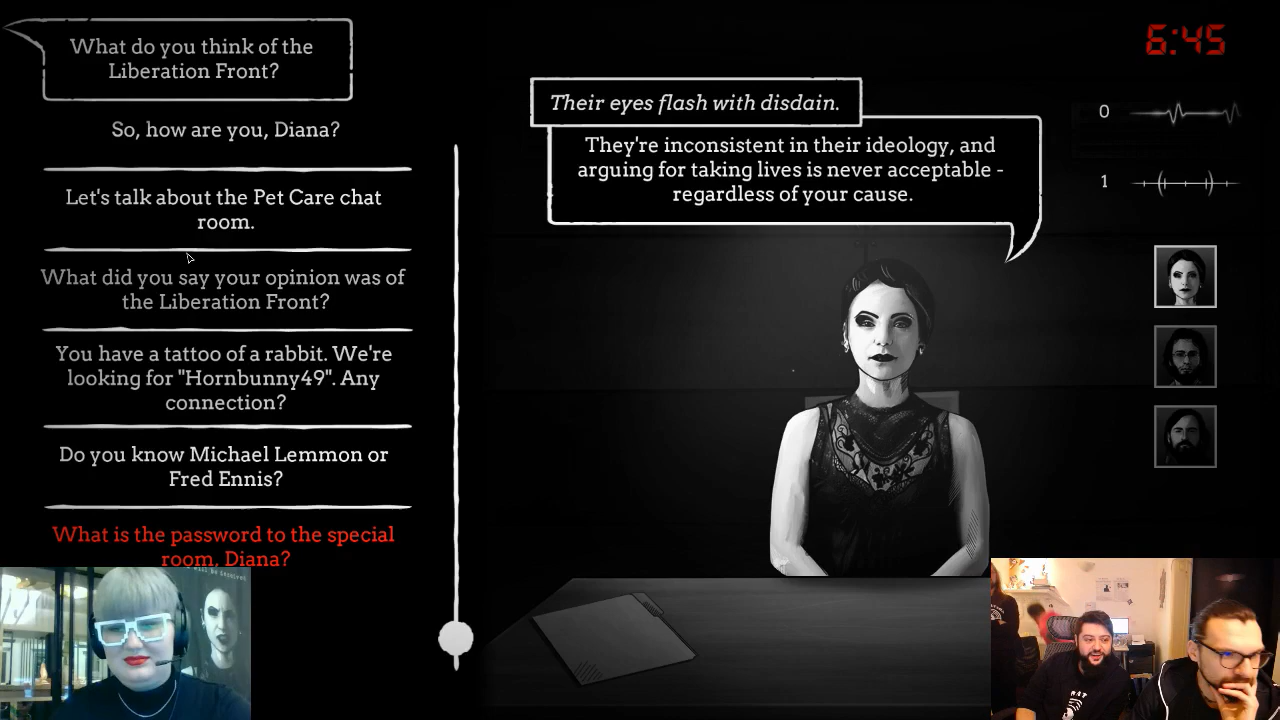 What do you think of the
Liberation Front?
So, how are you, Diana?
Let's talk about the Pet Care chat
room.
What did you say your opinion was of
the Liberation Front?
You have a tattoo of a rabbit. We're
looking for "Hornbunny49". Any
connection?
Do you know Michael Lemmon or
Fred Ennis?
What is the password to the special
room, Diana?
Their eyes flash with disdain.
They're inconsistent in their ideology, and
arguing for taking lives is never acceptable -
regardless of your cause.
6:45
0
1